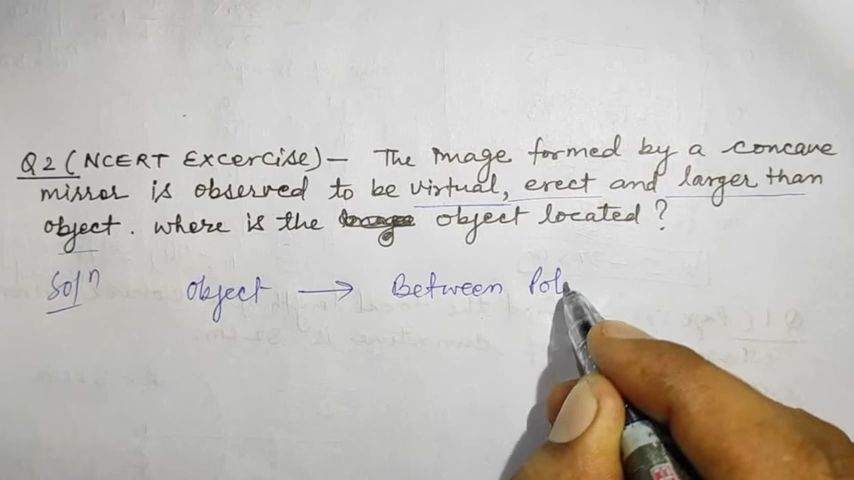 Q2 (NCERT Excercise) - The Image formed by a concave
mirror is observed to be virtual, erect and larger than
object. where is the object located?
Solⁿ object → Between Pol